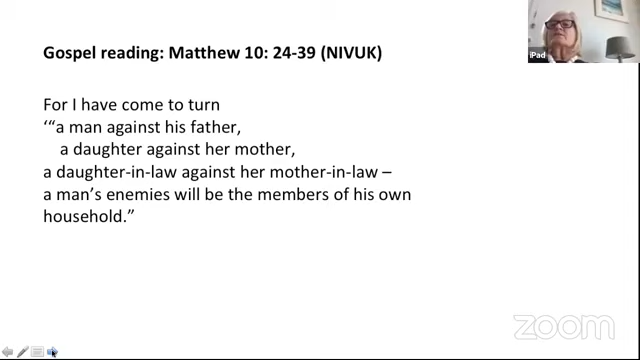 Gospel reading: Matthew 10: 24-39 (NIVUK)
For I have come to turn
‘“a man against his father,
a daughter against her mother,
a daughter-in-law against her mother-in-law –
a man’s enemies will be the members of his own
household.”
iPad
zoom